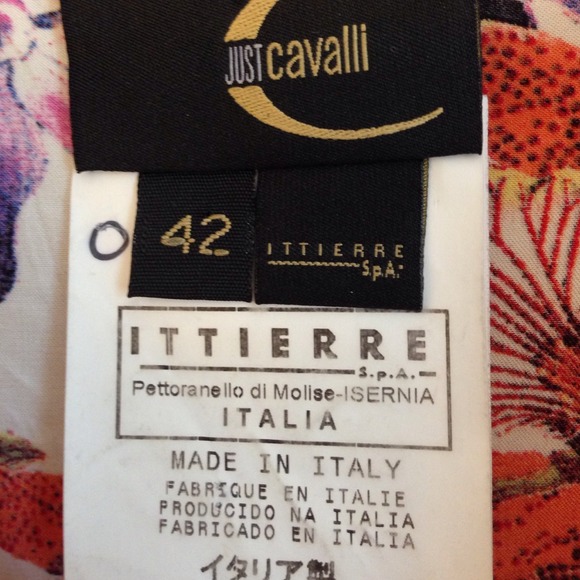 JUST cavalli
42
ITTIERRE
S.p.A.
ITTIERRE
S.p.A.
Pettoranello di Molise-ISERNIA
ITALIA
MADE IN ITALY
FABRIQUE EN ITALIE
PRODUCIDO NA ITALIA
FABRICADO EN ITALIA
イタリア製